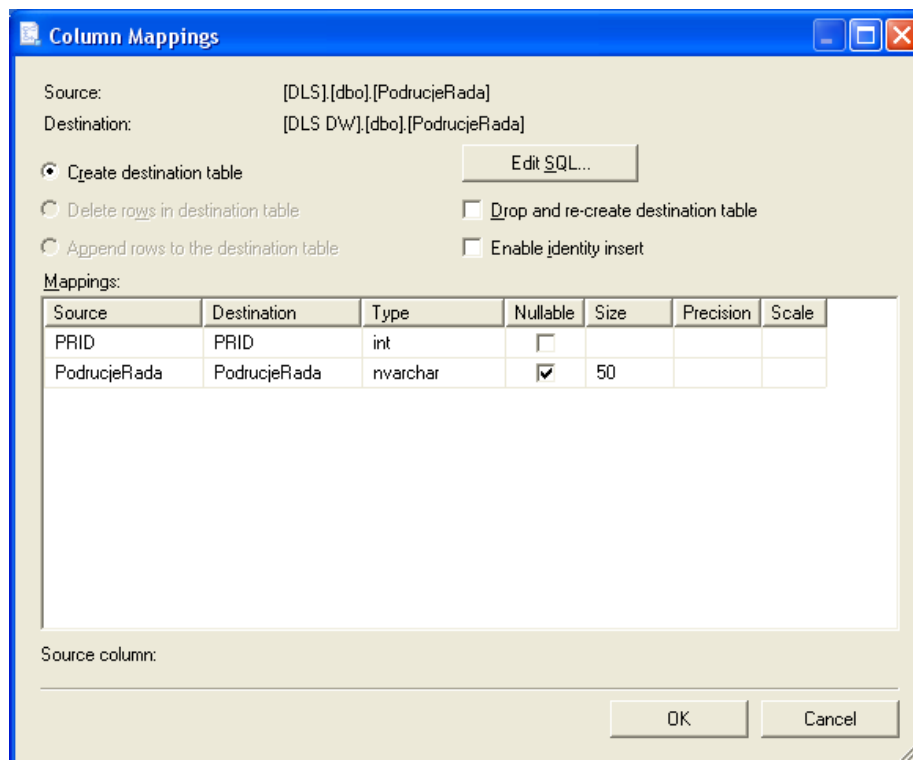 Column Mappings
Source: [DLS].[dbo].[PodrucjeRada]
Destination: [DLS DW].[dbo].[PodrucjeRada]
Create destination table Edit SQL...
Delete rows in destination table Drop and re-create destination table
Append rows to the destination table Enable identity insert
Mappings:
Source Destination Type Nullable Size Precision Scale
PRID PRID int
PodrucjeRada PodrucjeRada nvarchar 50
Source column:
OK Cancel